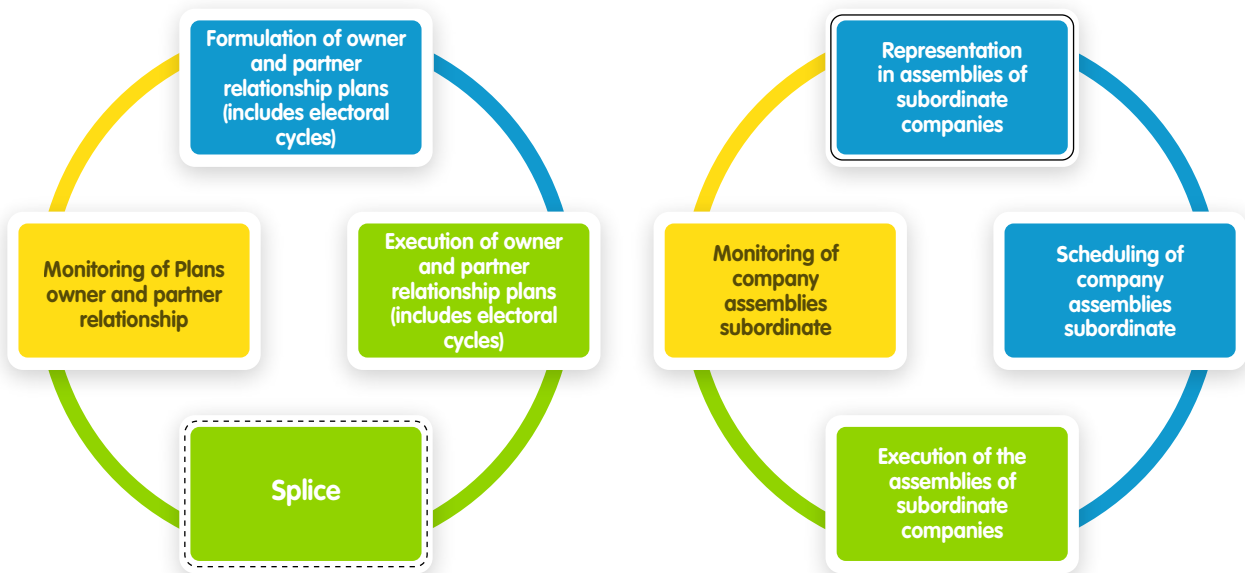 Formulation of owner
and partner
relationship plans
(includes electoral
cycles)
Execution of owner
and partner
relationship plans
(includes electoral
cycles)
Splice
Monitoring of Plans
owner and partner
relationship
Representation
in assemblies of
subordinate
companies
Scheduling of
company
assemblies
subordinate
Execution of the
assemblies of
subordinate
companies
Monitoring of
company
assemblies
subordinate